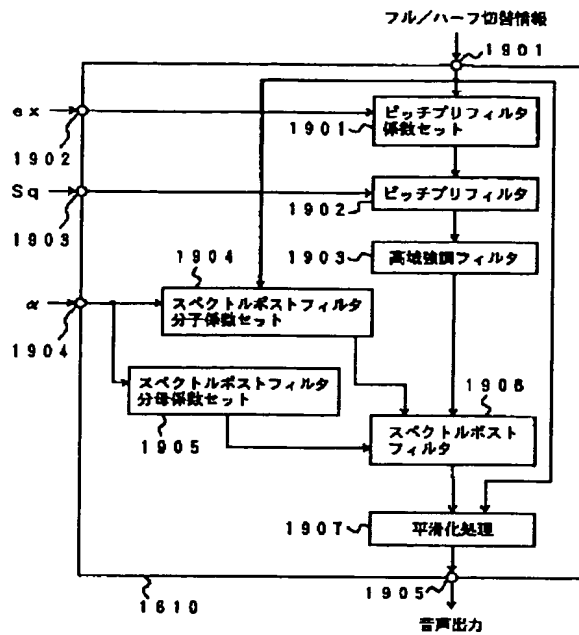 フル／ハーフ切替情報
1901
ex
1902
1901
ピッチプリフィルタ
係数セット
Sq
1903
1902
ピッチプリフィルタ
1903
高域強調フィルタ
1904
α
1904
スペクトルポストフィルタ
分子係数セット
スペクトルポストフィルタ
分母係数セット
1905
1906
スペクトルポスト
フィルタ
1907
平滑化処理
1905
1610
音声出力